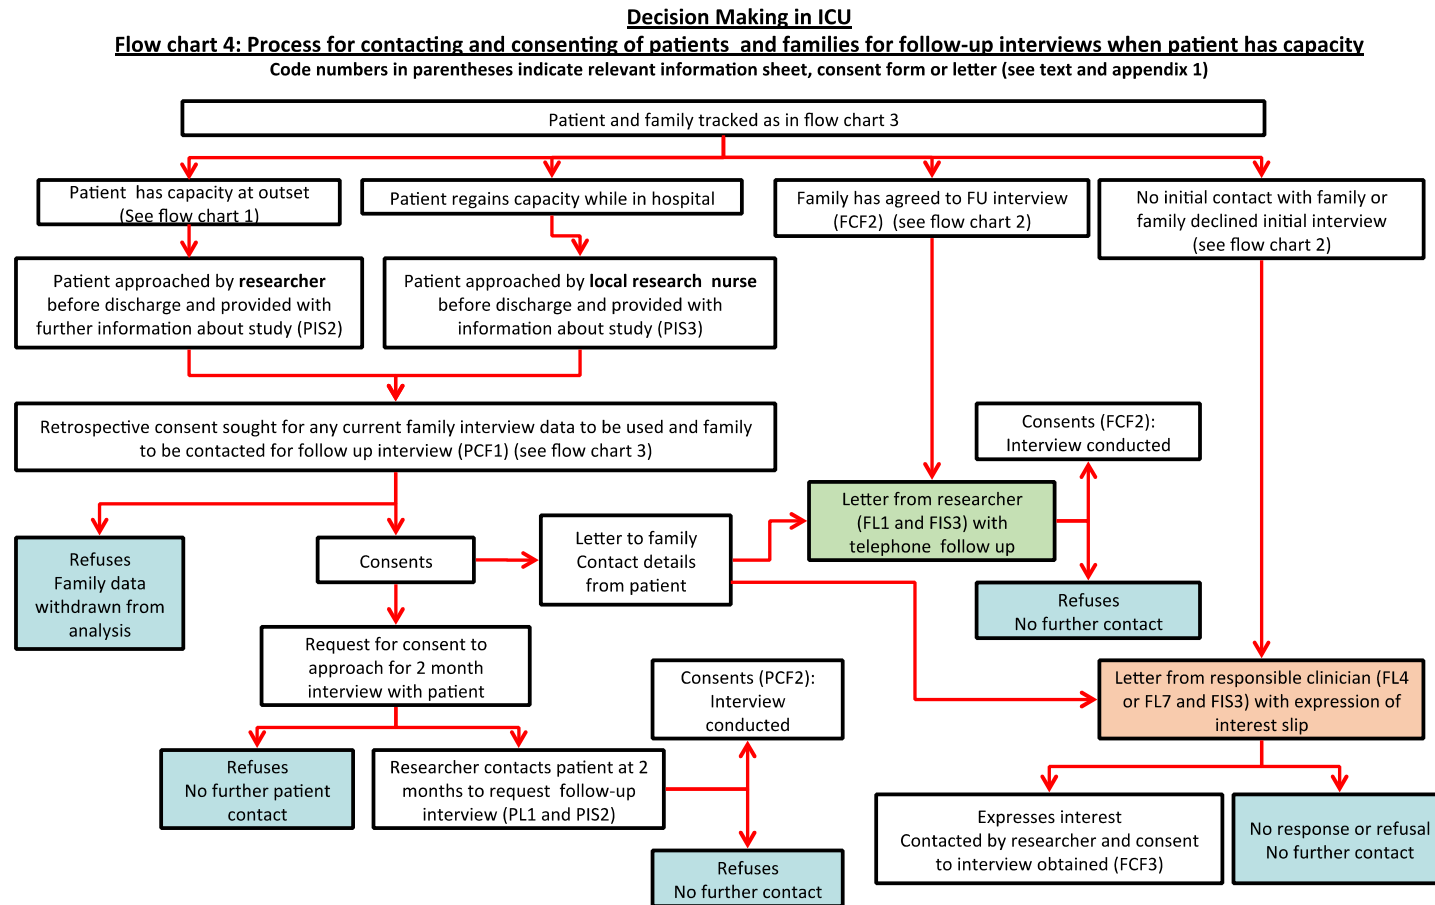 Decision Making in ICU
Flow chart 4: Process for contacting and consenting of patients and families for follow-up interviews when patient has capacity
Code numbers in parentheses indicate relevant information sheet, consent form or letter (see text and appendix 1)
Patient and family tracked as in flow chart 3
Patient has capacity at outset
(See flow chart 1)
Patient regains capacity while in hospital
Family has agreed to FU interview
(FCF2) (see flow chart 2)
No initial contact with family or
family declined initial interview
(see flow chart 2)
Patient approached by researcher
before discharge and provided with
further information about study (PIS2)
Patient approached by local research nurse
before discharge and provided with
information about study (PIS3)
Retrospective consent sought for any current family interview data to be used and family
to be contacted for follow up interview (PCF1) (see flow chart 3)
Consents (FCF2):
Interview conducted
Letter from researcher
(FL1 and FIS3) with
telephone follow up
Refuses
Family data
withdrawn from
analysis
Consents
Letter to family
Contact details
from patient
Refuses
No further contact
Request for consent to
approach for 2 month
interview with patient
Consents (PCF2):
Interview
conducted
Letter from responsible clinician (FL4
or FL7 and FIS3) with expression of
interest slip
Refuses
No further patient
contact
Researcher contacts patient at 2
months to request follow-up
interview (PL1 and PIS2)
Refuses
No further contact
Expresses interest
Contacted by researcher and consent
to interview obtained (FCF3)
No response or refusal
No further contact